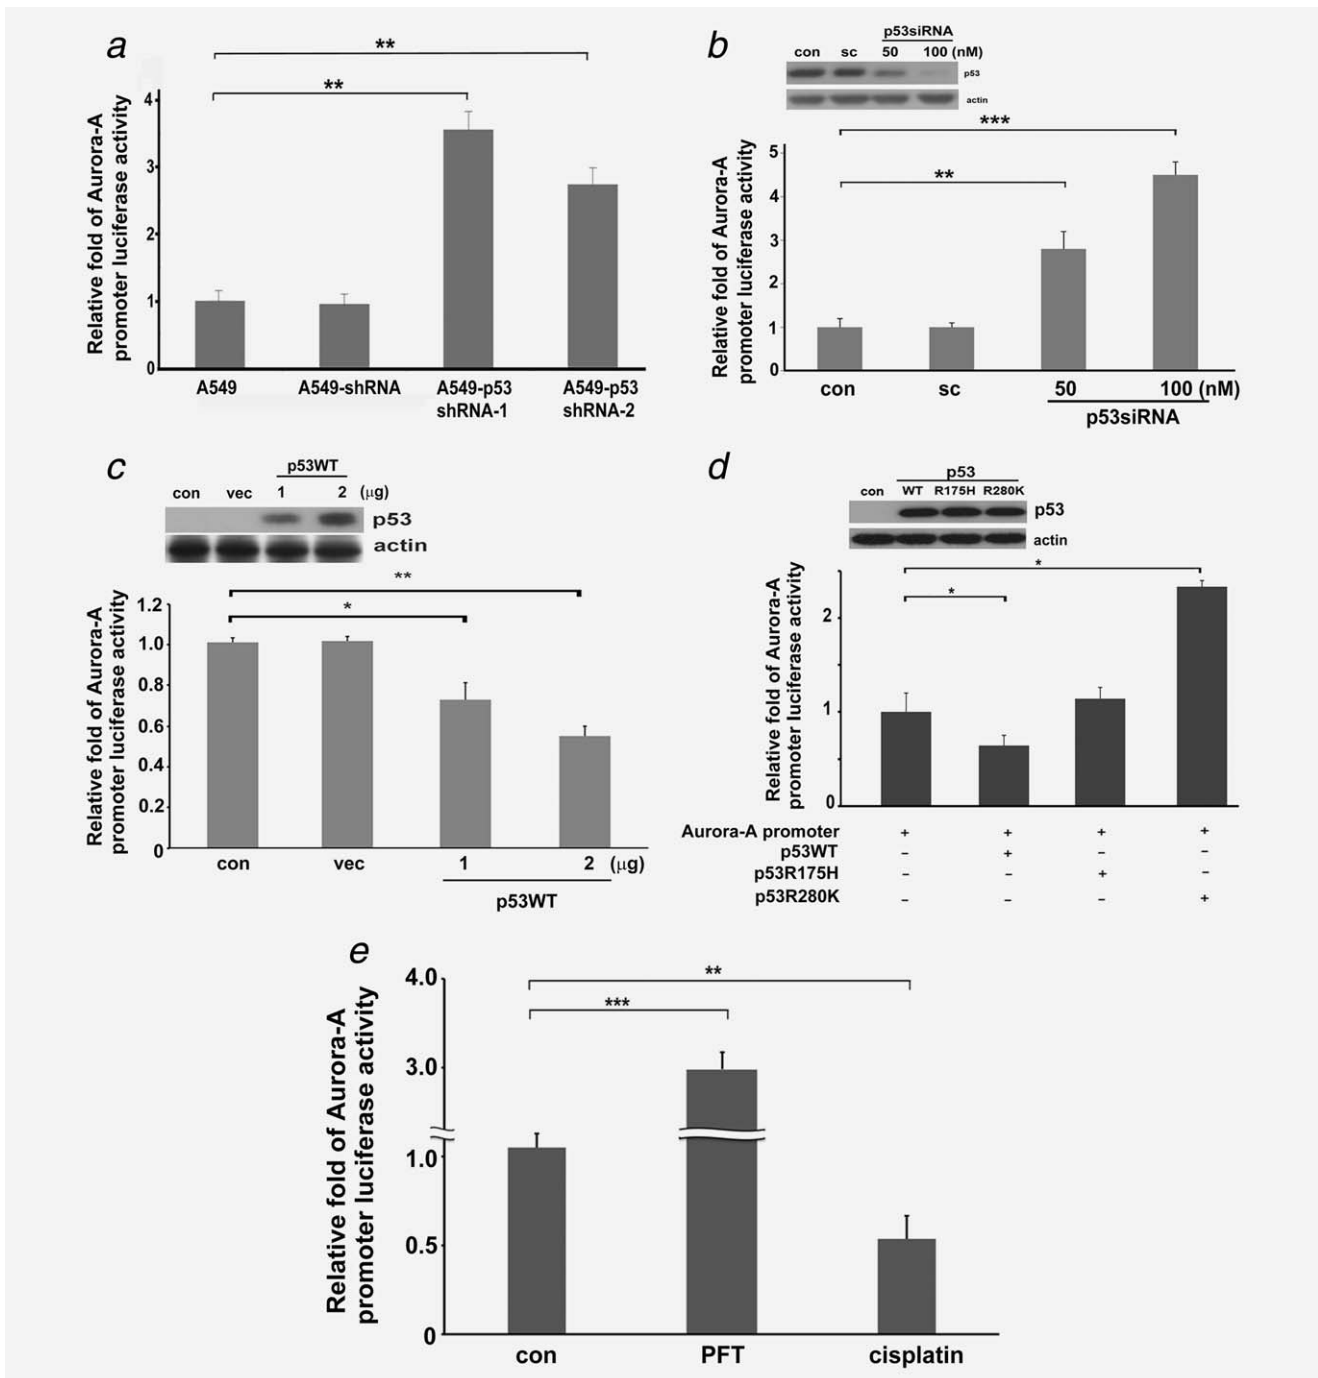 a
**
**
Relative fold of Aurora-A
promoter luciferase activity
4
3
2
1
0
A549 A549-shRNA A549-p53 A549-p53
shRNA-1 shRNA-2
b
p53siRNA
con sc 50 100 (nM)
p53
actin
***
**
Relative fold of Aurora-A
promoter luciferase activity
5
4
3
2
1
0
con sc 50 100 (nM)
p53siRNA
c
p53WT
con vec 1 2 (μg)
p53
actin
**
*
Relative fold of Aurora-A
promoter luciferase activity
1.2
1.0
0.8
0.6
0.4
0.2
0
con vec 1 2 (μg)
p53WT
d
p53
con WT R175H R280K
p53
actin
*
*
Relative fold of Aurora-A
promoter luciferase activity
2
1
0
Aurora-A promoter + + + +
p53WT – + – –
p53R175H – – + –
p53R280K – – – +
e
**
***
Relative fold of Aurora-A
promoter luciferase activity
4.0
3.0
1.0
0.5
0
con PFT cisplatin